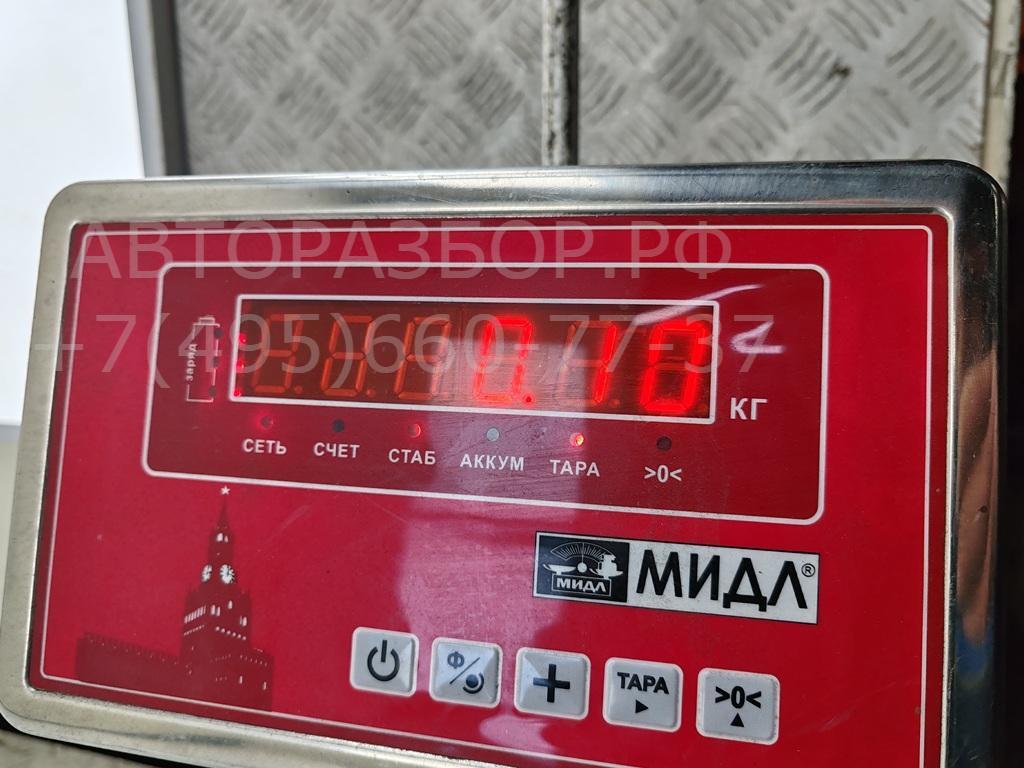 АВТОРАЗБОР.РФ
+7(495)660-77-37
заряд
0.10
КГ
СЕТЬ СЧЕТ СТАБ АККУМ ТАРА >0<
МИДЛ МИДЛ®
Ф/ + ТАРА >0<